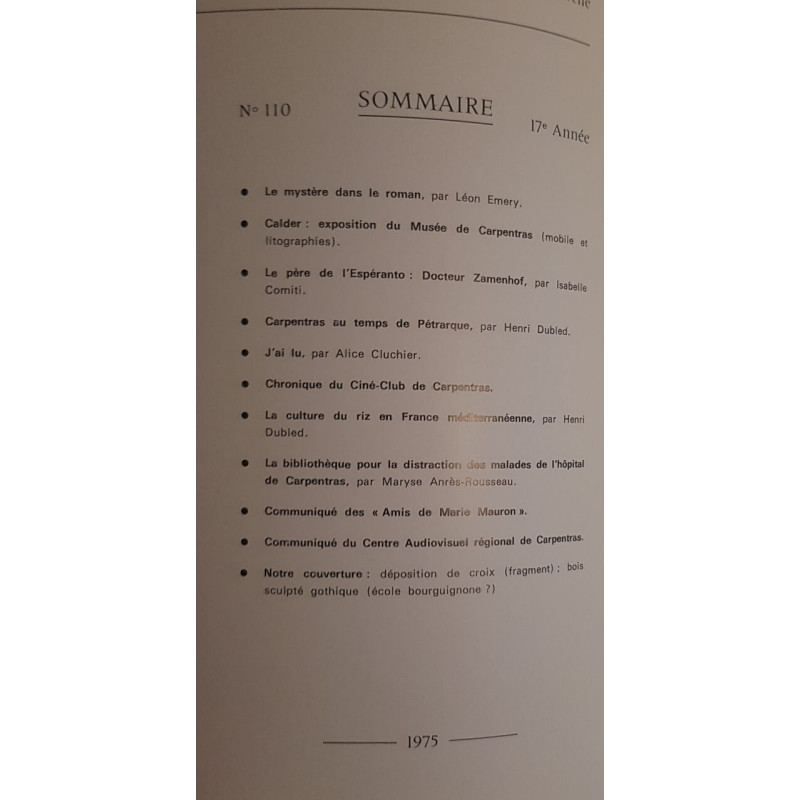 N° 110
SOMMAIRE
17e Année
● Le mystère dans le roman, par Léon Emery.
● Calder : exposition du Musée de Carpentras (mobile et
litographies).
● Le père de l'Espéranto : Docteur Zamenhof, par Isabelle
Comiti.
● Carpentras au temps de Pétrarque, par Henri Dubled.
● J'ai lu, par Alice Cluchier.
● Chronique du Ciné-Club de Carpentras.
● La culture du riz en France méditerranéenne, par Henri
Dubled.
● La bibliothèque pour la distraction des malades de l'hôpital
de Carpentras, par Maryse Anrès-Rousseau.
● Communiqué des « Amis de Marie Mauron ».
● Communiqué du Centre Audiovisuel régional de Carpentras.
● Notre couverture : déposition de croix (fragment) : bois
sculpté gothique (école bourguignone ?)
1975